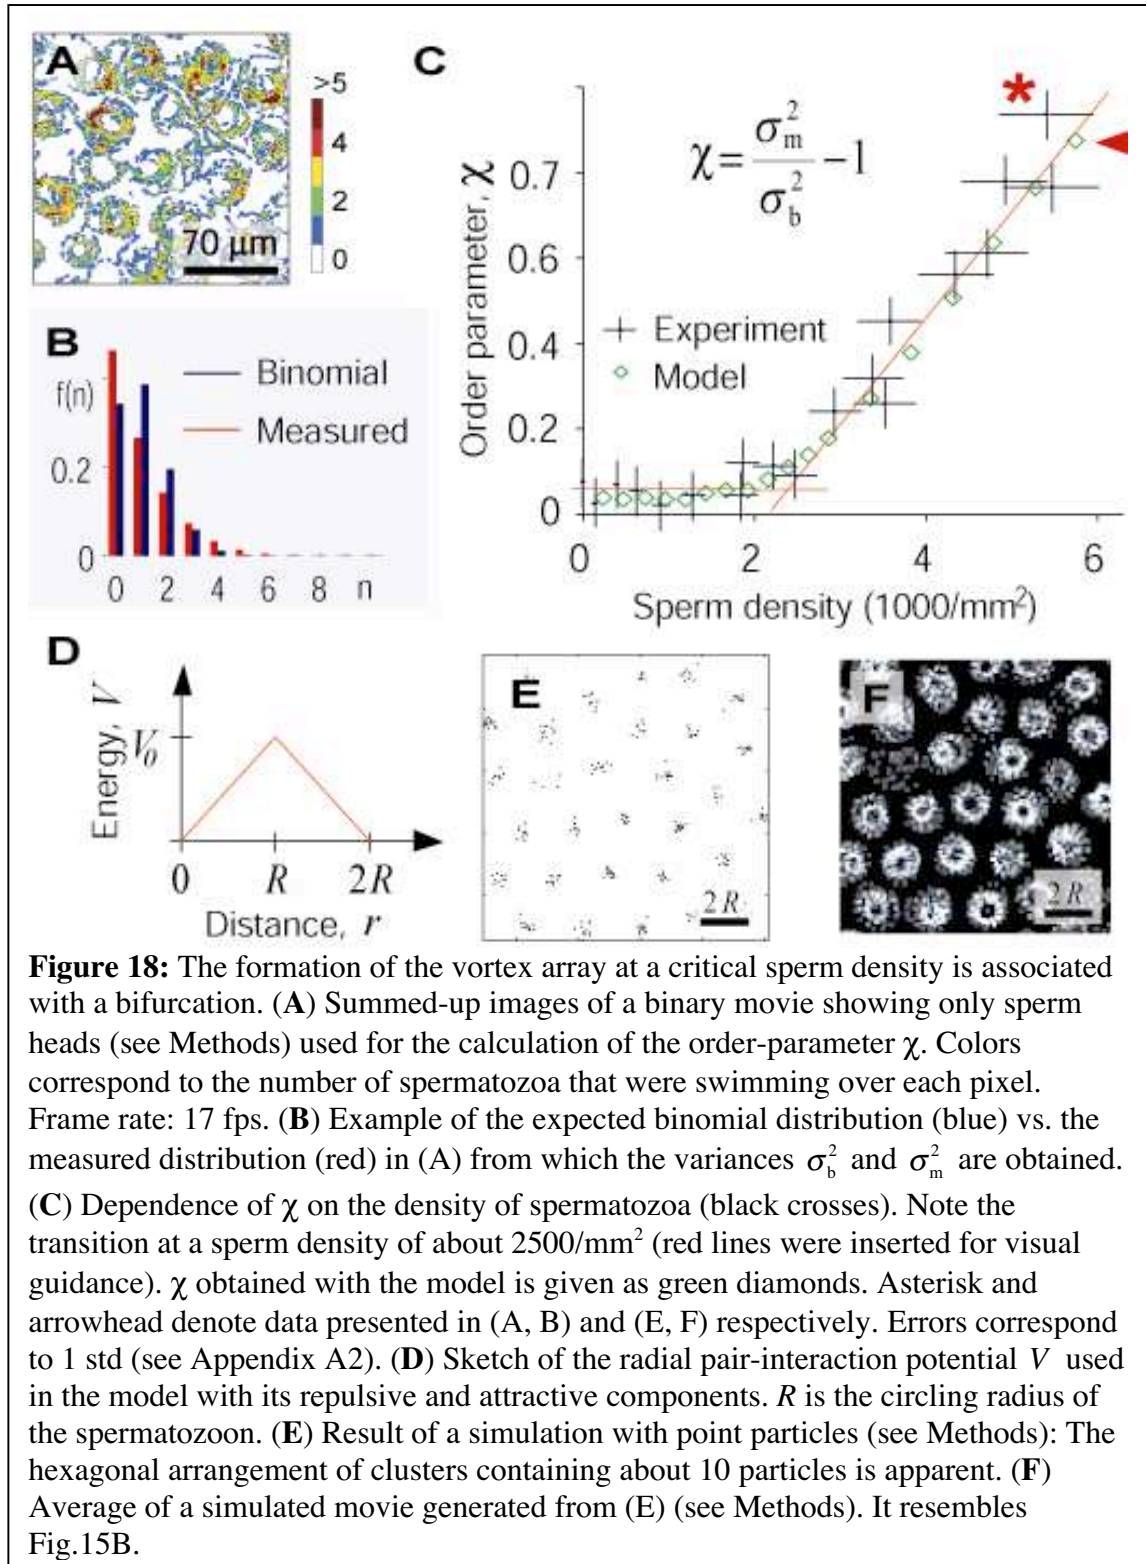 A
>5
4
2
0
70 µm
B
f(n)
0.2
0
0 2 4 6 8 n
Binomial
Measured
C
*
Order parameter, χ
χ = σ²m / σ²b − 1
0.7
0.6
0.4
0.2
0
Experiment
Model
0 2 4 6
Sperm density (1000/mm²)
D
Energy, V
V₀
0 R 2R
Distance, r
E
2R
F
2R
Figure 18: The formation of the vortex array at a critical sperm density is associated
with a bifurcation. (A) Summed-up images of a binary movie showing only sperm
heads (see Methods) used for the calculation of the order-parameter χ. Colors
correspond to the number of spermatozoa that were swimming over each pixel.
Frame rate: 17 fps. (B) Example of the expected binomial distribution (blue) vs. the
measured distribution (red) in (A) from which the variances σ²b and σ²m are obtained.
(C) Dependence of χ on the density of spermatozoa (black crosses). Note the
transition at a sperm density of about 2500/mm² (red lines were inserted for visual
guidance). χ obtained with the model is given as green diamonds. Asterisk and
arrowhead denote data presented in (A, B) and (E, F) respectively. Errors correspond
to 1 std (see Appendix A2). (D) Sketch of the radial pair-interaction potential V used
in the model with its repulsive and attractive components. R is the circling radius of
the spermatozoon. (E) Result of a simulation with point particles (see Methods): The
hexagonal arrangement of clusters containing about 10 particles is apparent. (F)
Average of a simulated movie generated from (E) (see Methods). It resembles
Fig.15B.